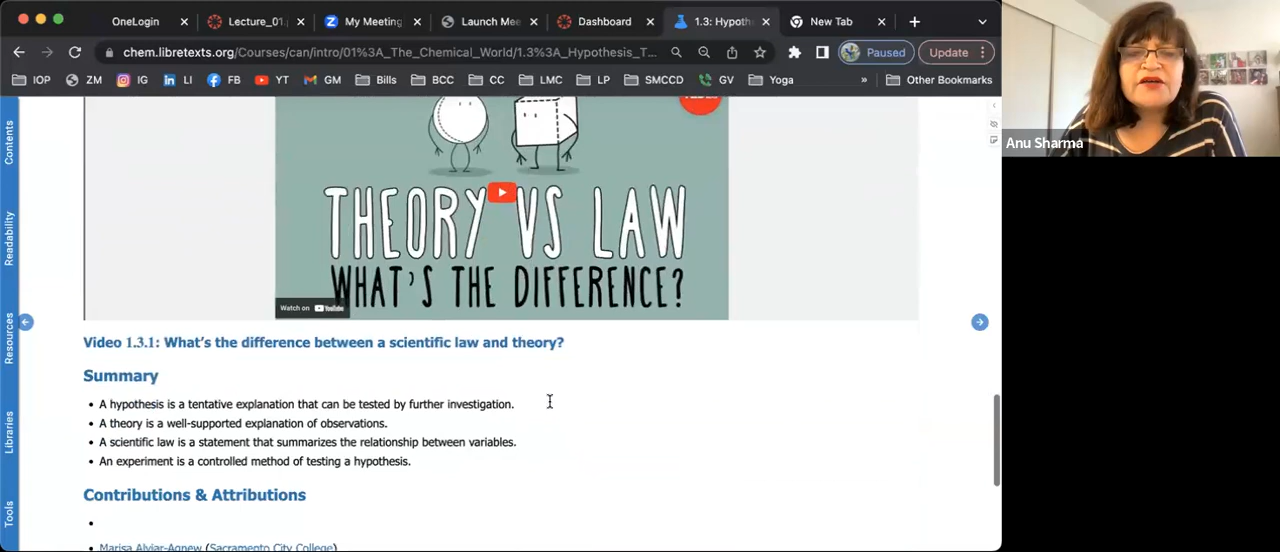 OneLogin
Lecture_01.
My Meeting
Launch Mee
Dashboard
1.3: Hypoth
New Tab
chem.libretexts.org/Courses/can/intro/01%3A_The_Chemical_World/1.3%3A_Hypothesis_T...
Paused
Update
IOP
ZM
IG
LI
FB
YT
GM
Bills
CC
LMC
LP
SMCCD
GV
Yoga
»
Other Bookmarks
Contents
Readability
Resources
Libraries
Tools
THEORY VS LAW
WHAT'S THE DIFFERENCE?
Watch on YouTube
Video 1.3.1: What's the difference between a scientific law and theory?
Summary
• A hypothesis is a tentative explanation that can be tested by further investigation.
• A theory is a well-supported explanation of observations.
• A scientific law is a statement that summarizes the relationship between variables.
• An experiment is a controlled method of testing a hypothesis.
Contributions & Attributions
•
• Marisa Alviar-Agnew (Sacramento City College)
Anu Sharma